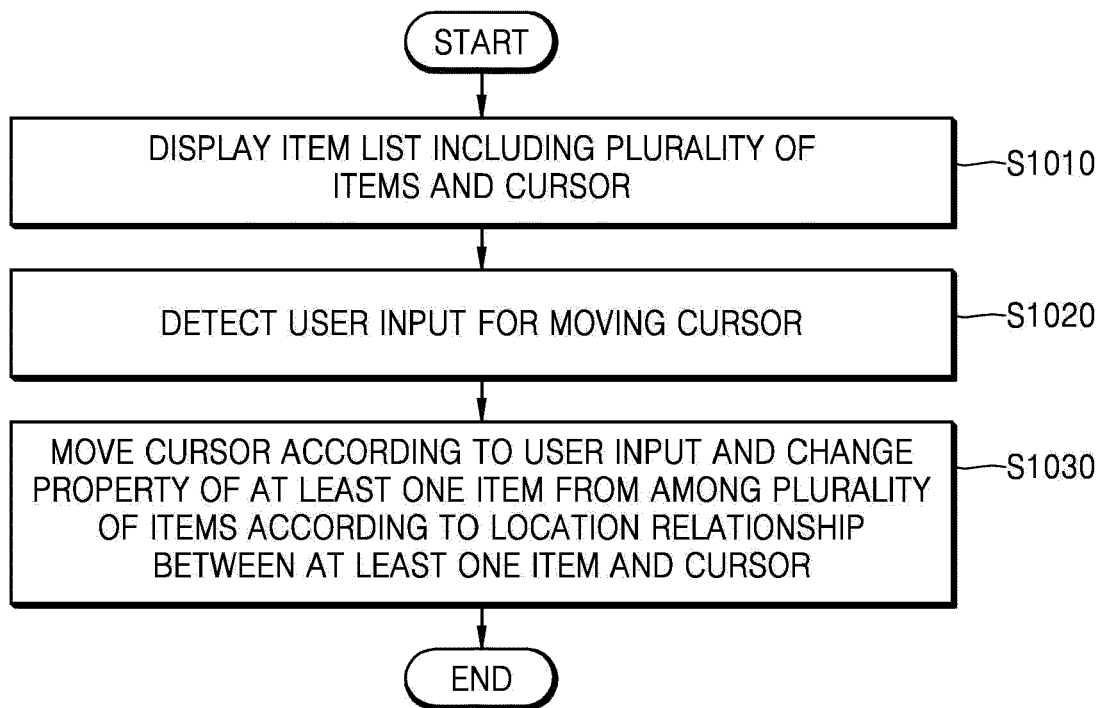 START
DISPLAY ITEM LIST INCLUDING PLURALITY OF
ITEMS AND CURSOR
S1010
DETECT USER INPUT FOR MOVING CURSOR
S1020
MOVE CURSOR ACCORDING TO USER INPUT AND CHANGE
PROPERTY OF AT LEAST ONE ITEM FROM AMONG PLURALITY
OF ITEMS ACCORDING TO LOCATION RELATIONSHIP
BETWEEN AT LEAST ONE ITEM AND CURSOR
S1030
END